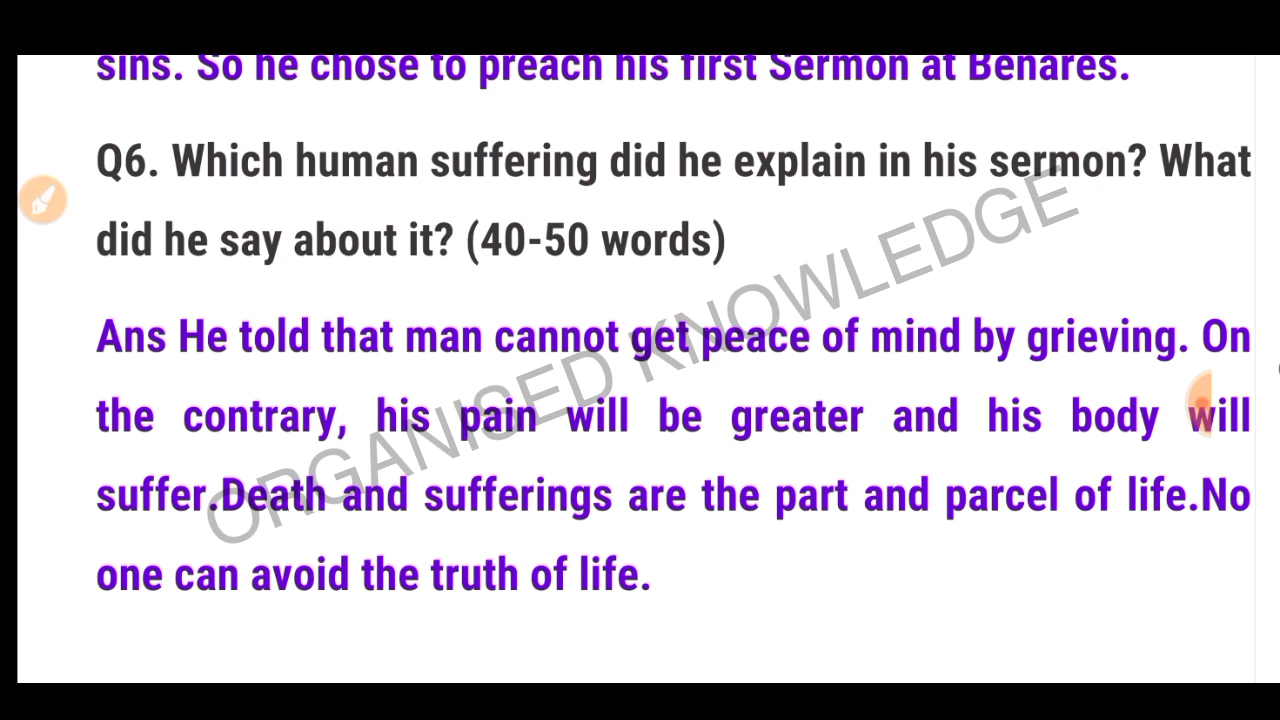 sins. So he chose to preach his first Sermon at Benares.
Q6. Which human suffering did he explain in his sermon? What
did he say about it? (40-50 words)
Ans He told that man cannot get peace of mind by grieving. On
the contrary, his pain will be greater and his body will
suffer.Death and sufferings are the part and parcel of life.No
one can avoid the truth of life.
ORGANISED KNOWLEDGE